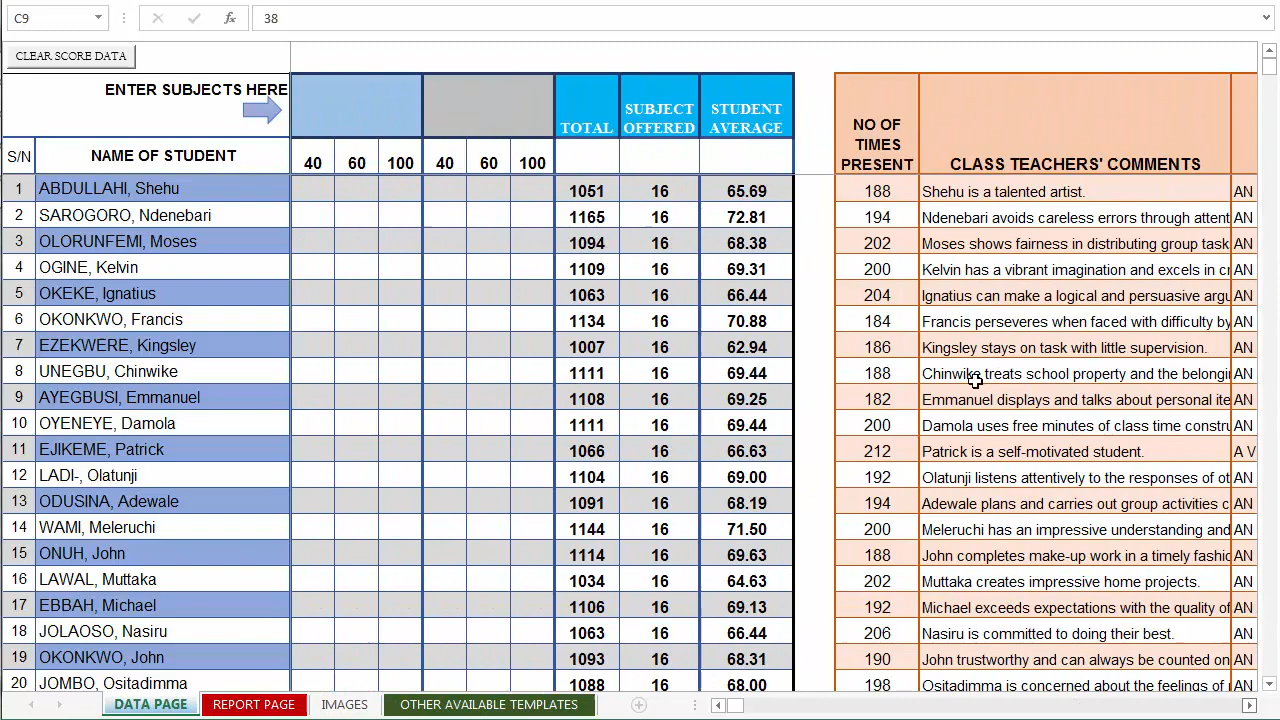 C9 fx 38
CLEAR SCORE DATA
ENTER SUBJECTS HERE
TOTAL SUBJECT OFFERED STUDENT AVERAGE NO OF TIMES PRESENT CLASS TEACHERS' COMMENTS
S/N NAME OF STUDENT 40 60 100 40 60 100
1 ABDULLAHI, Shehu 1051 16 65.69 188 Shehu is a talented artist. AN
2 SAROGORO, Ndenebari 1165 16 72.81 194 Ndenebari avoids careless errors through attent AN
3 OLORUNFEMI, Moses 1094 16 68.38 202 Moses shows fairness in distributing group task AN
4 OGINE, Kelvin 1109 16 69.31 200 Kelvin has a vibrant imagination and excels in cr AN
5 OKEKE, Ignatius 1063 16 66.44 204 Ignatius can make a logical and persuasive argu AN
6 OKONKWO, Francis 1134 16 70.88 184 Francis perseveres when faced with difficulty by AN
7 EZEKWERE, Kingsley 1007 16 62.94 186 Kingsley stays on task with little supervision. AN
8 UNEGBU, Chinwike 1111 16 69.44 188 Chinwike treats school property and the belongi AN
9 AYEGBUSI, Emmanuel 1108 16 69.25 182 Emmanuel displays and talks about personal ite AN
10 OYENEYE, Damola 1111 16 69.44 200 Damola uses free minutes of class time constru AN
11 EJIKEME, Patrick 1066 16 66.63 212 Patrick is a self-motivated student. A V
12 LADI-, Olatunji 1104 16 69.00 192 Olatunji listens attentively to the responses of ot AN
13 ODUSINA, Adewale 1091 16 68.19 194 Adewale plans and carries out group activities c AN
14 WAMI, Meleruchi 1144 16 71.50 200 Meleruchi has an impressive understanding and AN
15 ONUH, John 1114 16 69.63 188 John completes make-up work in a timely fashio AN
16 LAWAL, Muttaka 1034 16 64.63 202 Muttaka creates impressive home projects. AN
17 EBBAH, Michael 1106 16 69.13 192 Michael exceeds expectations with the quality of AN
18 JOLAOSO, Nasiru 1063 16 66.44 206 Nasiru is committed to doing their best. AN
19 OKONKWO, John 1093 16 68.31 190 John trustworthy and can always be counted on AN
20 JOMBO, Ositadimma 1088 16 68.00 198 Ositadimma is concerned about the feelings of AN
DATA PAGE REPORT PAGE IMAGES OTHER AVAILABLE TEMPLATES